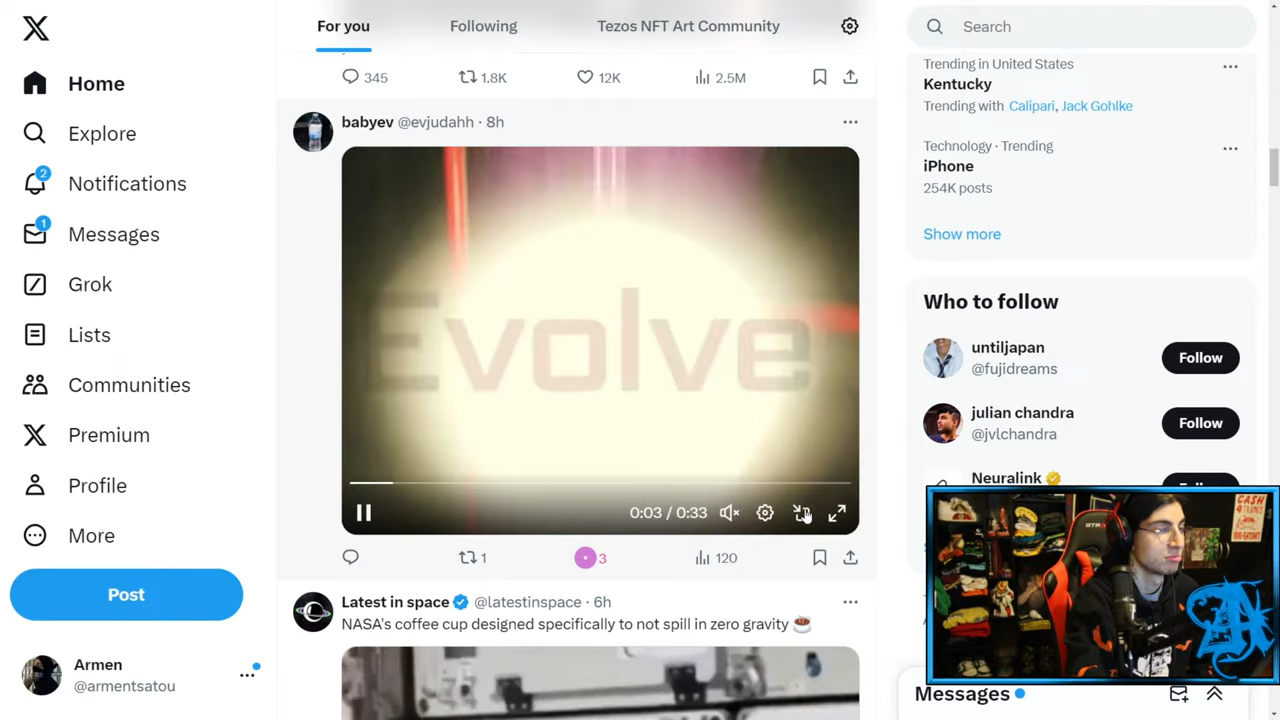 For you
Following
Tezos NFT Art Community
Search
Home
Explore
2
Notifications
1
Messages
Grok
Lists
Communities
Premium
Profile
More
Post
Armen
@armentsatou
345
1.8K
12K
2.5M
babyev @evjudahh · 8h
Evolve
0:03 / 0:33
1
3
120
Latest in space @latestinspace · 6h
NASA's coffee cup designed specifically to not spill in zero gravity ☕
Trending in United States
Kentucky
Trending with Calipari, Jack Gohlke
Technology · Trending
iPhone
254K posts
Show more
Who to follow
untiljapan
@fujidreams
Follow
julian chandra
@jvlchandra
Follow
Neuralink
CASH
Messages